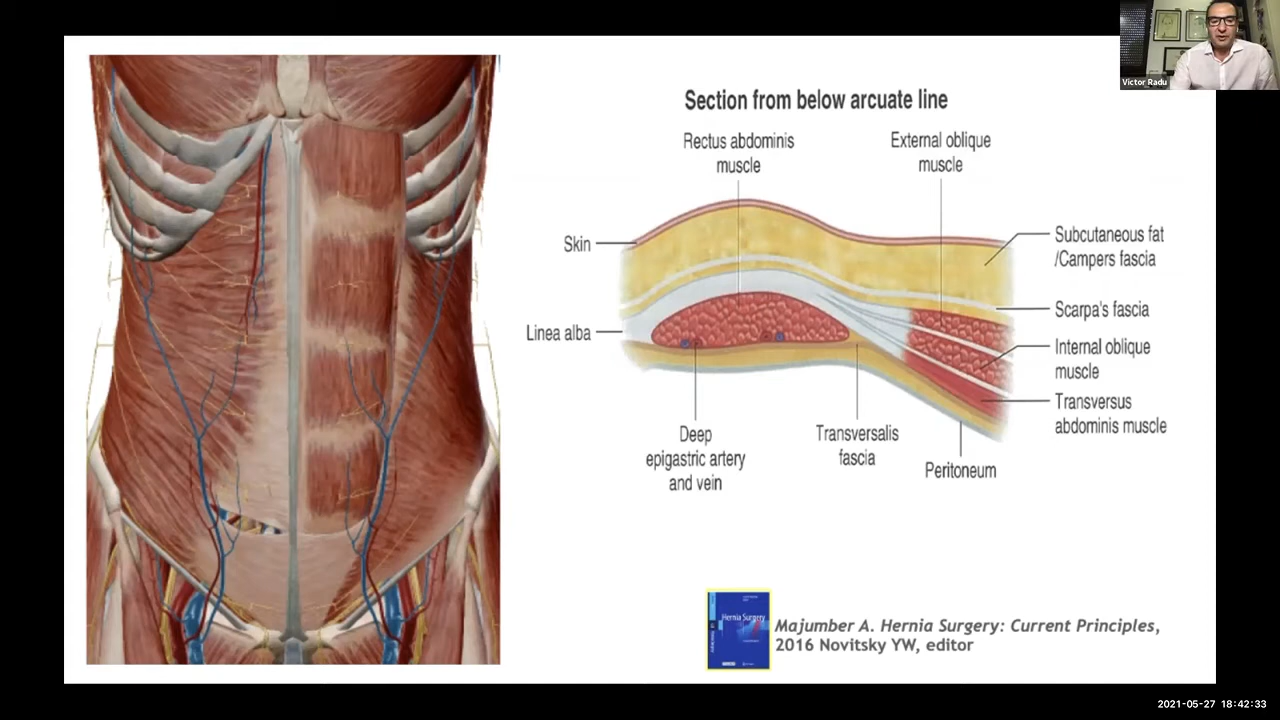 Victor Radu
Section from below arcuate line
Rectus abdominis
muscle
External oblique
muscle
Skin
Subcutaneous fat
/Campers fascia
Scarpa's fascia
Linea alba
Internal oblique
muscle
Transversus
abdominis muscle
Deep
epigastric artery
and vein
Transversalis
fascia
Peritoneum
Hernia Surgery
Majumber A. Hernia Surgery: Current Principles,
2016 Novitsky YW, editor
2021-05-27 18:42:33